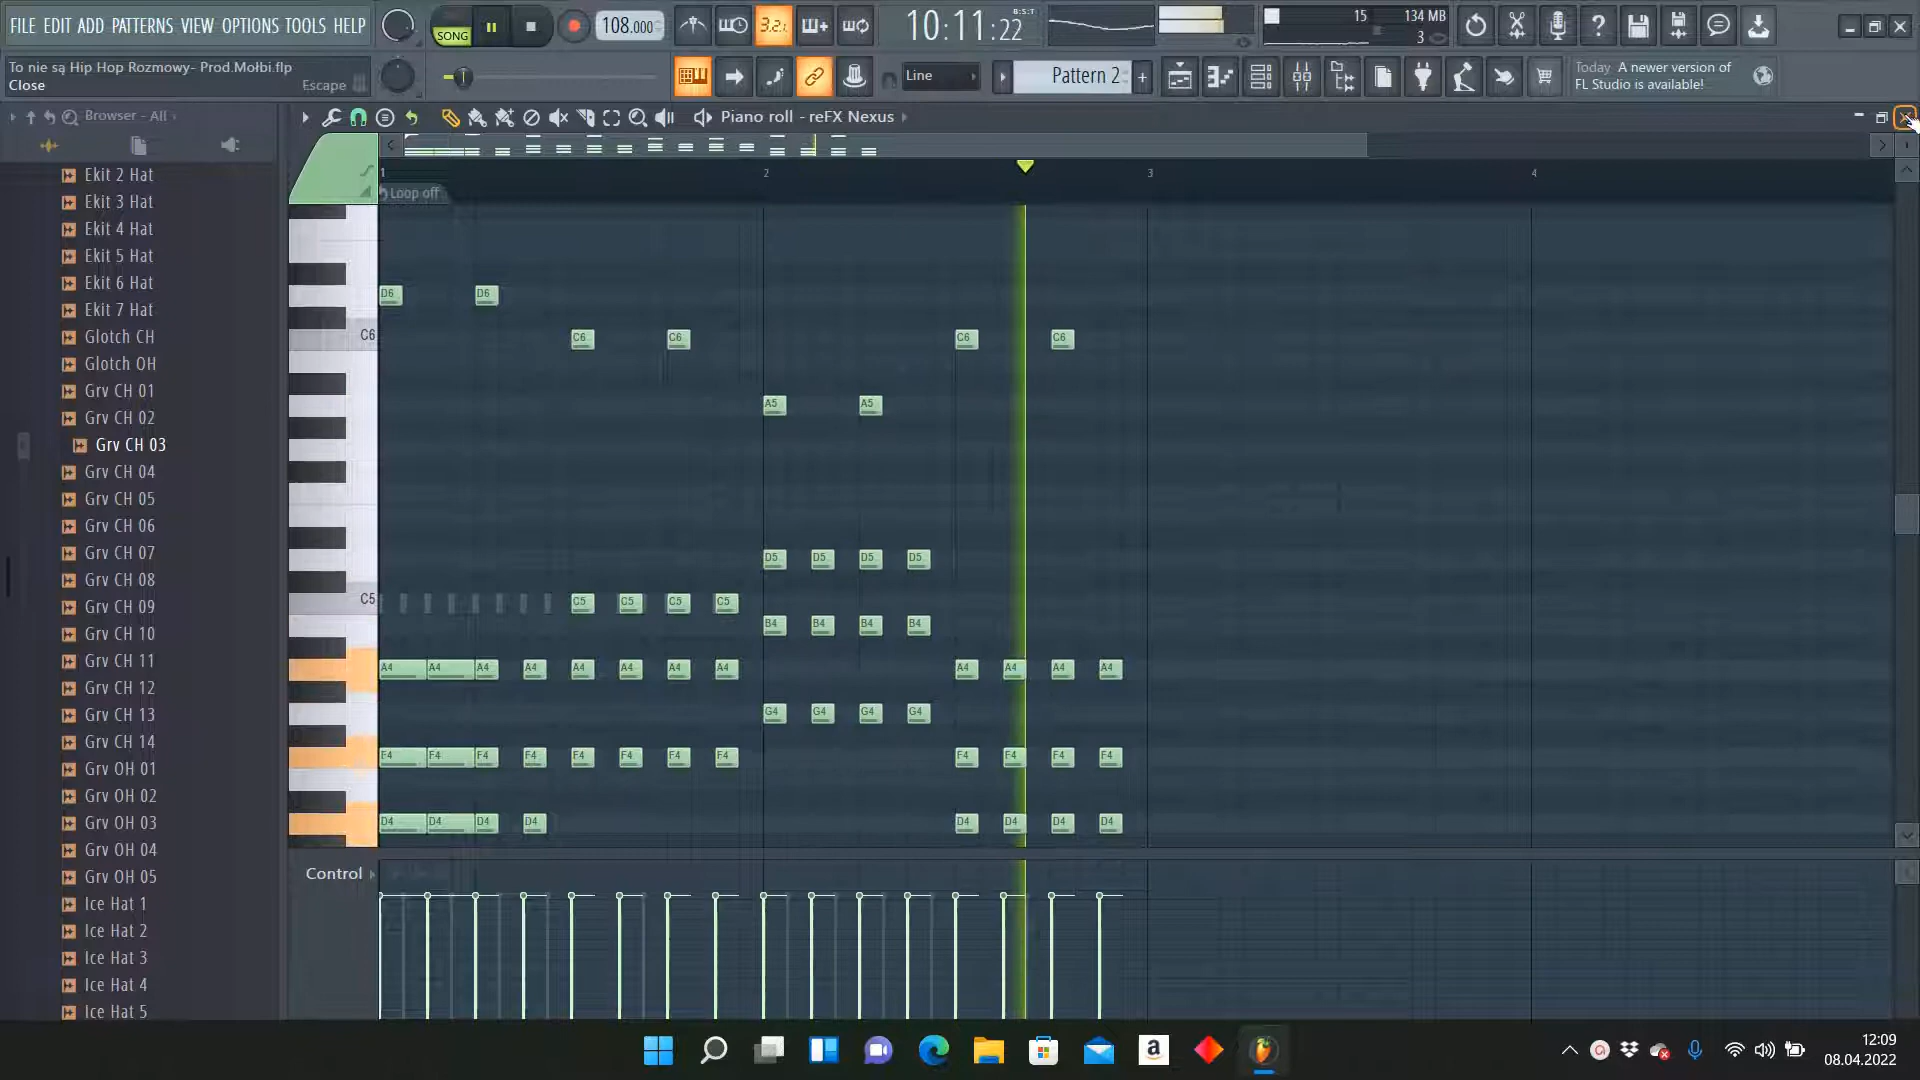 FILE EDIT ADD PATTERNS VIEW OPTIONS TOOLS HELP
SONG
108.000
3.2.1
10:11:22
B:S:T
15
134 MB
3
To nie są Hip Hop Rozmowy- Prod.Mołbi.flp
Close
Escape
Line
Pattern 2
+
Today A newer version of
FL Studio is available!
Browser - All
Piano roll - reFX Nexus
1
2
3
4
Loop off
Ekit 2 Hat
Ekit 3 Hat
Ekit 4 Hat
Ekit 5 Hat
Ekit 6 Hat
Ekit 7 Hat
Glotch CH
Glotch OH
Grv CH 01
Grv CH 02
Grv CH 03
Grv CH 04
Grv CH 05
Grv CH 06
Grv CH 07
Grv CH 08
Grv CH 09
Grv CH 10
Grv CH 11
Grv CH 12
Grv CH 13
Grv CH 14
Grv OH 01
Grv OH 02
Grv OH 03
Grv OH 04
Grv OH 05
Ice Hat 1
Ice Hat 2
Ice Hat 3
Ice Hat 4
Ice Hat 5
D6 D6
C6 C6 C6 C6 C6
A5 A5
D5 D5 D5 D5
C5 C5 C5 C5 C5
B4 B4 B4 B4
A4 A4 A4 A4 A4 A4 A4 A4 A4 A4 A4 A4
G4 G4 G4 G4
F4 F4 F4 F4 F4 F4 F4 F4 F4 F4 F4 F4
D4 D4 D4 D4 D4 D4 D4 D4
Control
a
12:09
08.04.2022